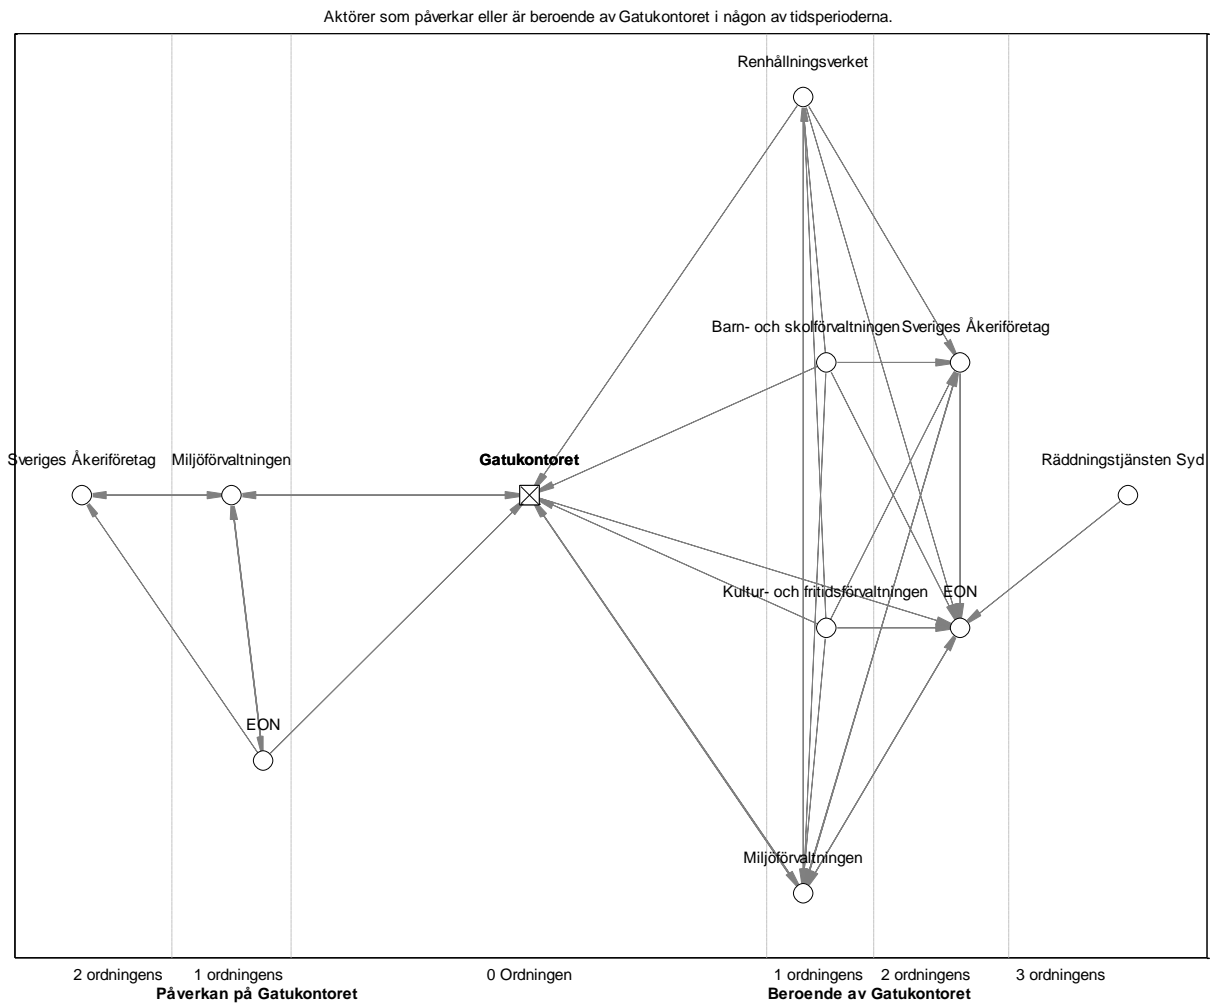 Aktörer som påverkar eller är beroende av Gatukontoret i någon av tidsperioderna.
Renhållningsverket
Barn- och skolförvaltningen Sveriges Åkeriföretag
Sveriges Åkeriföretag Miljöförvaltningen Gatukontoret Räddningstjänsten Syd
Kultur- och fritidsförvaltningen EON
EON
Miljöförvaltningen
2 ordningens 1 ordningens 0 Ordningen 1 ordningens 2 ordningens 3 ordningens
Påverkan på Gatukontoret Beroende av Gatukontoret